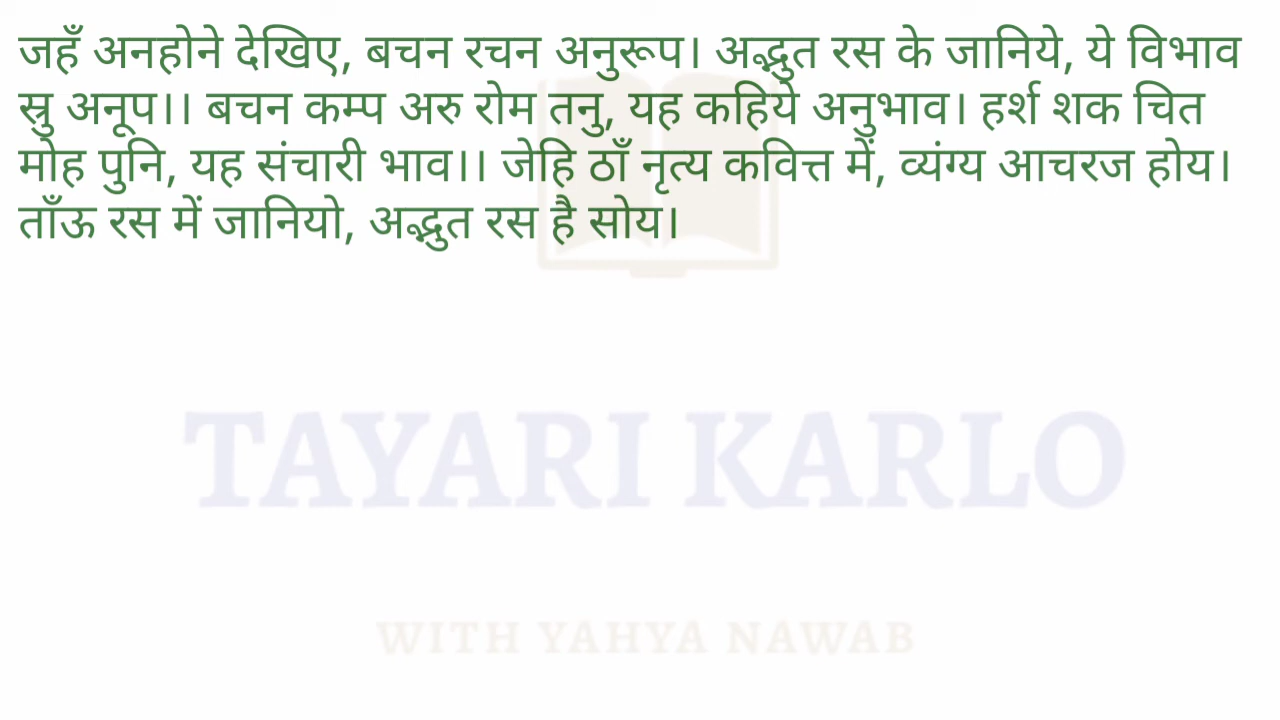 जहँ अनहोने देखिए, बचन रचन अनुरूप। अद्भुत रस के जानिये, ये विभाव
स्रु अनूप।। बचन कम्प अरु रोम तनु, यह कहिये अनुभाव। हर्श शक चित
मोह पुनि, यह संचारी भाव।। जेहि ठाँ नृत्य कवित्त में, व्यंग्य आचरज होय।
ताँऊ रस में जानियो, अद्भुत रस है सोय।
TAYARI KARLO
WITH YAHYA NAWAB